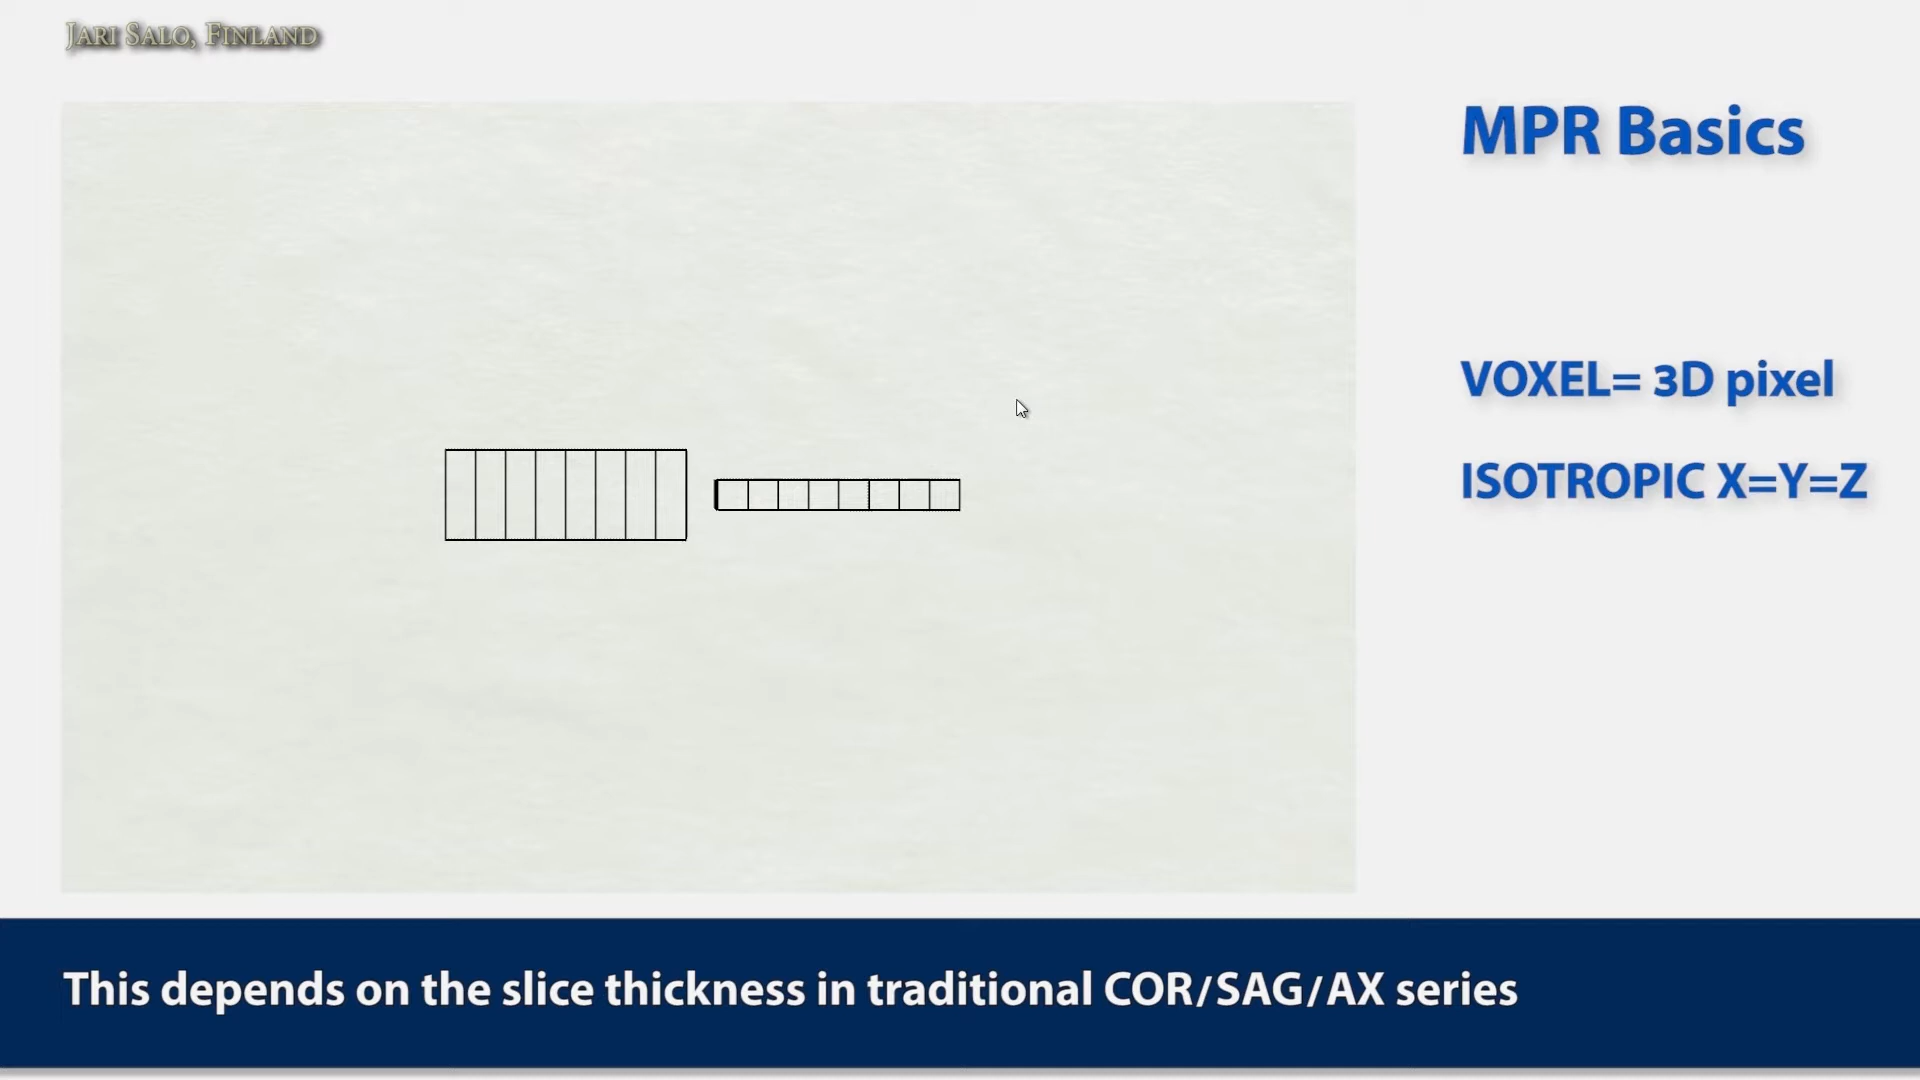 JARI SALO, FINLAND
MPR Basics
VOXEL= 3D pixel
ISOTROPIC X=Y=Z
This depends on the slice thickness in traditional COR/SAG/AX series